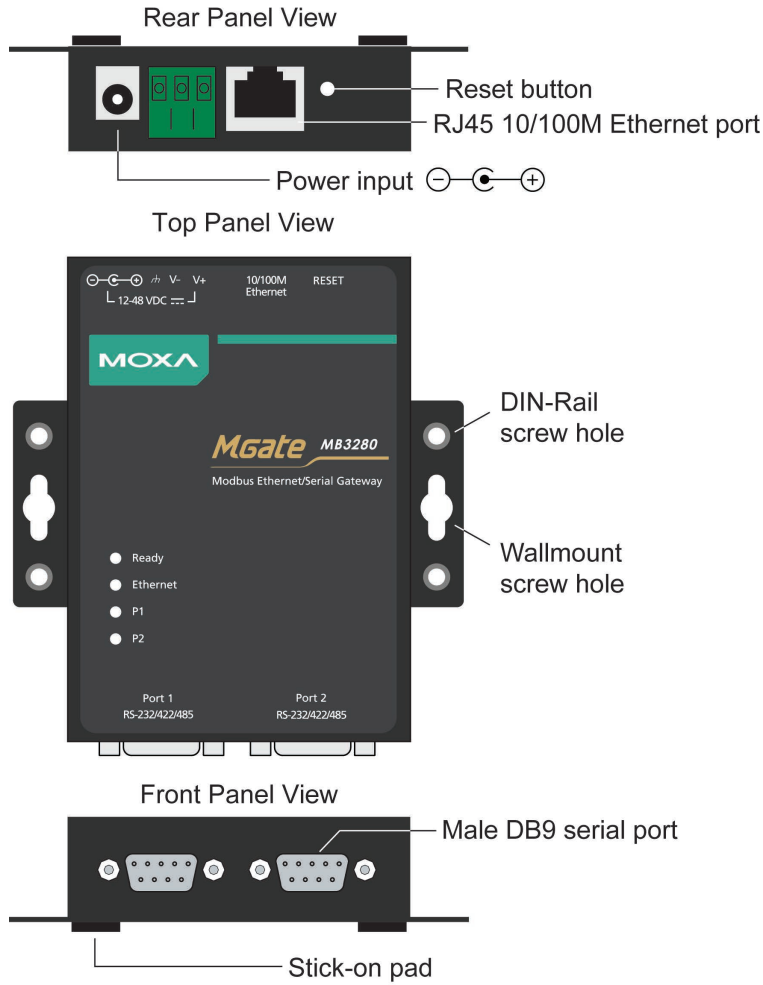 Rear Panel View
Reset button
RJ45 10/100M Ethernet port
Power input
Top Panel View
V- V+
12-48 VDC
10/100M
Ethernet
RESET
MOXA
DIN-Rail
screw hole
MGate MB3280
Modbus Ethernet/Serial Gateway
Wallmount
screw hole
Ready
Ethernet
P1
P2
Port 1
RS-232/422/485
Port 2
RS-232/422/485
Front Panel View
Male DB9 serial port
Stick-on pad